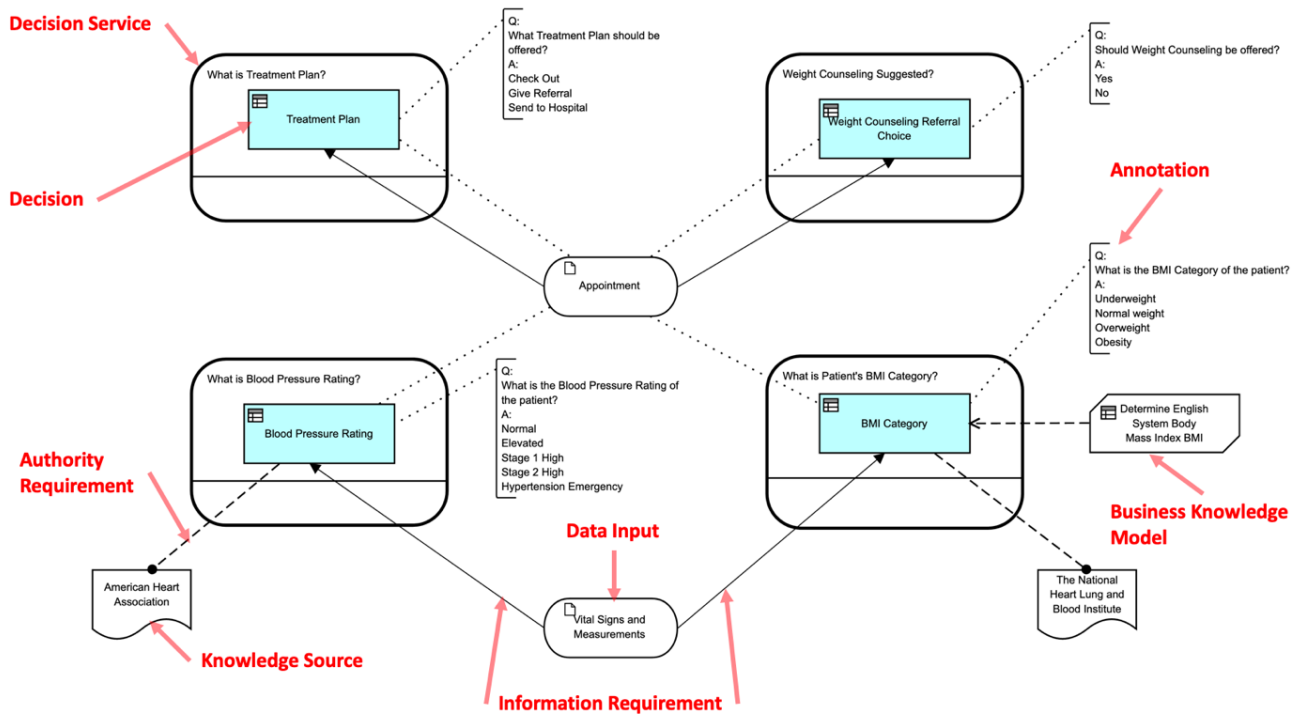 Decision Service
What is Treatment Plan?
Treatment Plan
Decision
Q:
What Treatment Plan should be
offered?
A:
Check Out
Give Referral
Send to Hospital
Weight Counseling Suggested?
Weight Counseling Referral
Choice
Q:
Should Weight Counseling be offered?
A:
Yes
No
Annotation
Appointment
Q:
What is the BMI Category of the patient?
A:
Underweight
Normal weight
Overweight
Obesity
What is Blood Pressure Rating?
Blood Pressure Rating
Q:
What is the Blood Pressure Rating of
the patient?
A:
Normal
Elevated
Stage 1 High
Stage 2 High
Hypertension Emergency
What is Patient's BMI Category?
BMI Category
Determine English
System Body
Mass Index BMI
Authority
Requirement
Data Input
Business Knowledge
Model
American Heart
Association
Vital Signs and
Measurements
The National
Heart Lung and
Blood Institute
Knowledge Source
Information Requirement